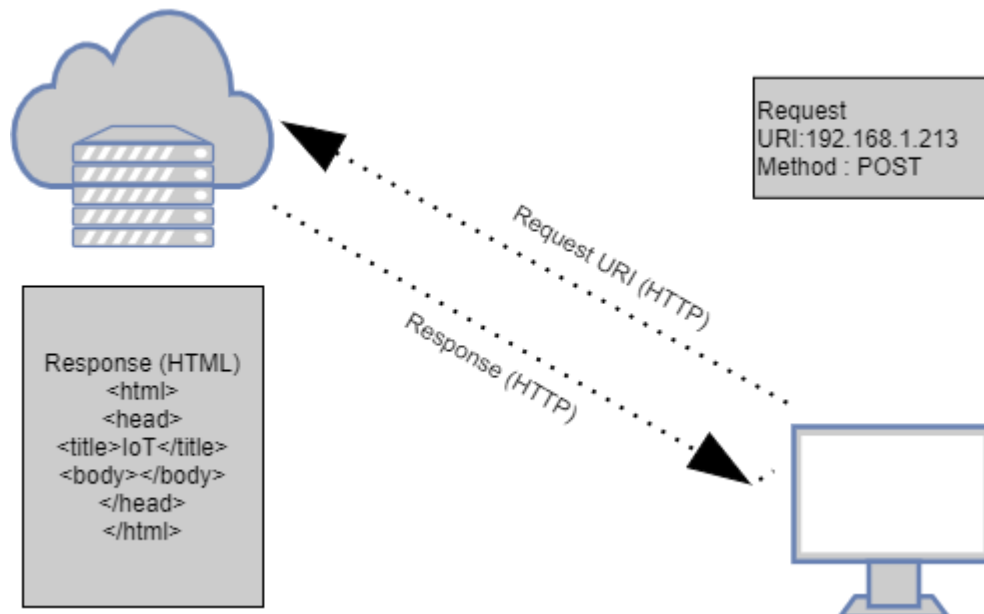 Request
URI:192.168.1.213
Method : POST
Request URI (HTTP)
Response (HTTP)
Response (HTML)
<html>
<head>
<title>IoT</title>
<body></body>
</head>
</html>